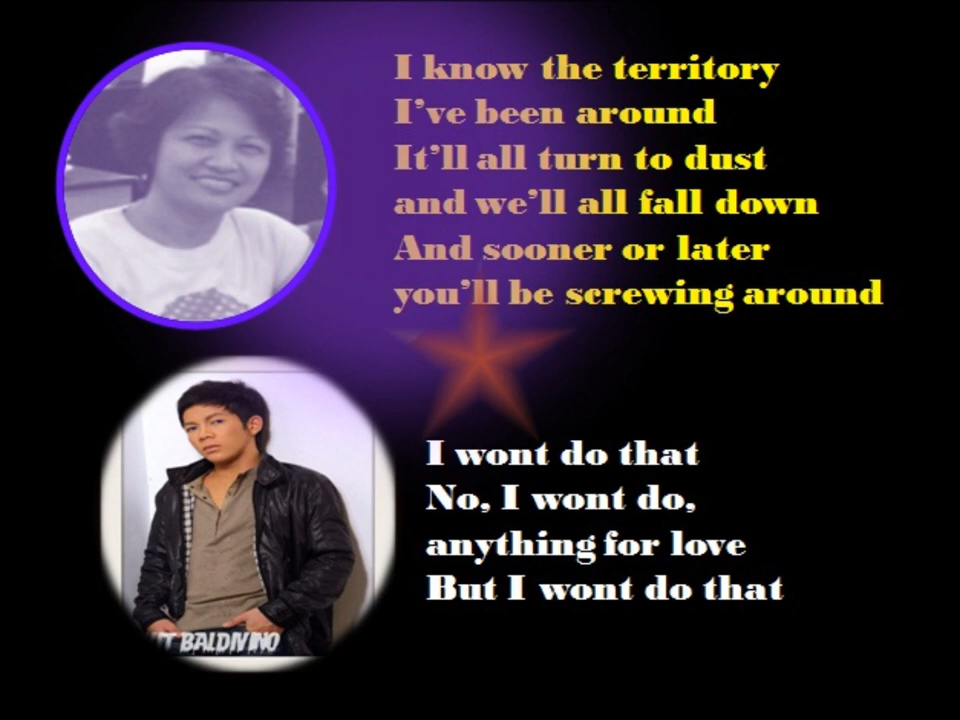 I know the territory
I've been around
It'll all turn to dust
and we'll all fall down
And sooner or later
you'll be screwing around
I wont do that
No, I wont do,
anything for love
But I wont do that
BALDIVINO